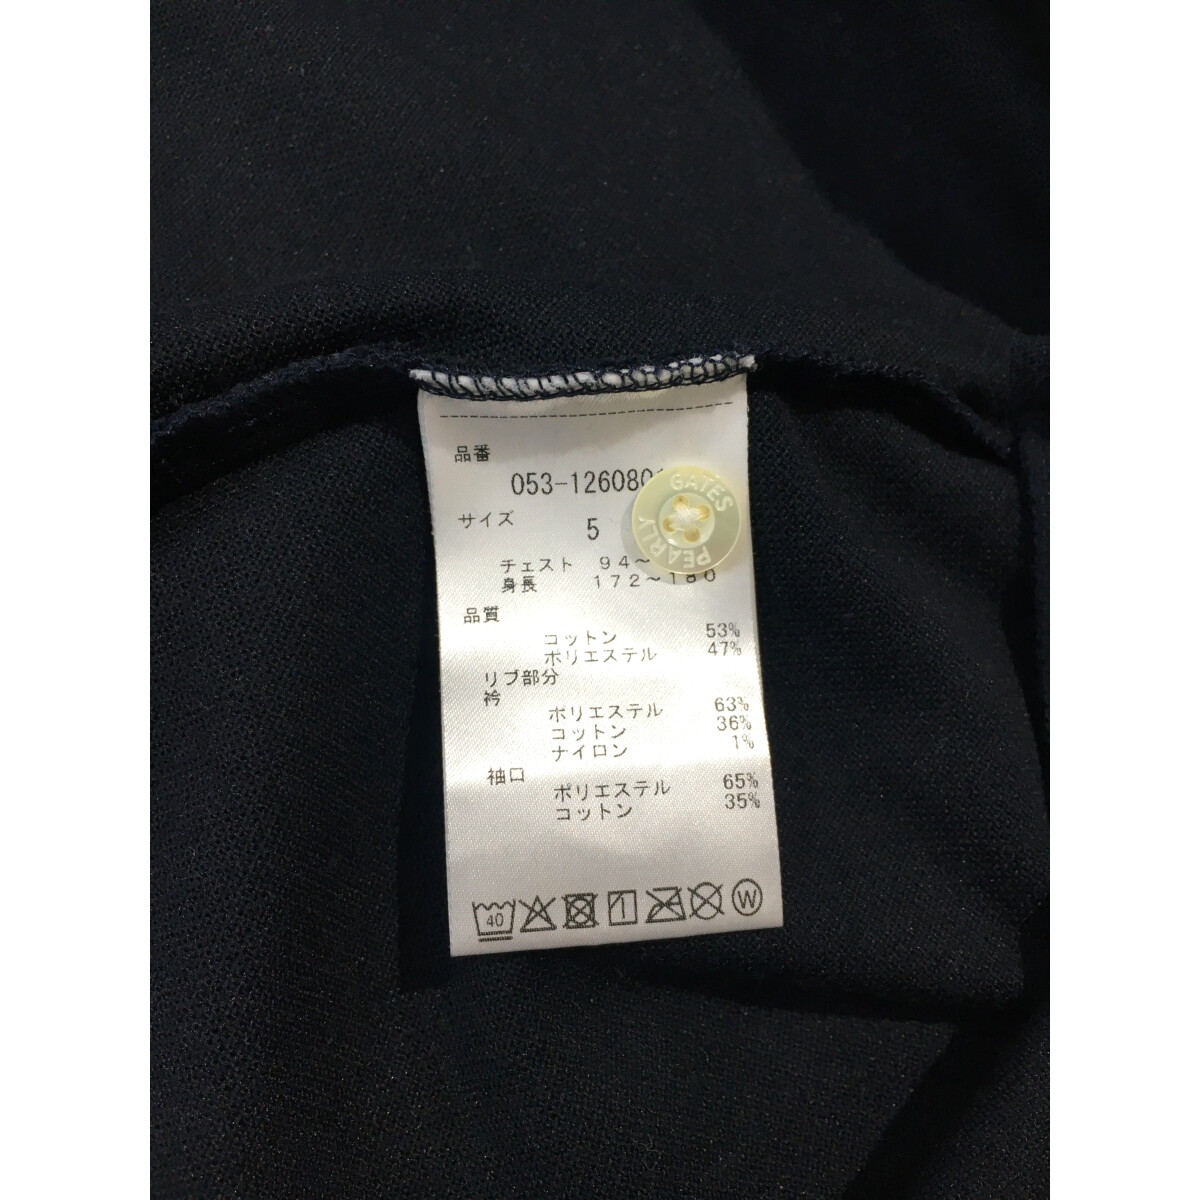 品番
053-126080
サイズ 5
チェスト 94～
身長 172～180
品質
コットン 53%
ポリエステル 47%
リブ部分
衿
ポリエステル 63%
コットン 36%
ナイロン 1%
袖口
ポリエステル 65%
コットン 35%
40 W
PEARLY GATES